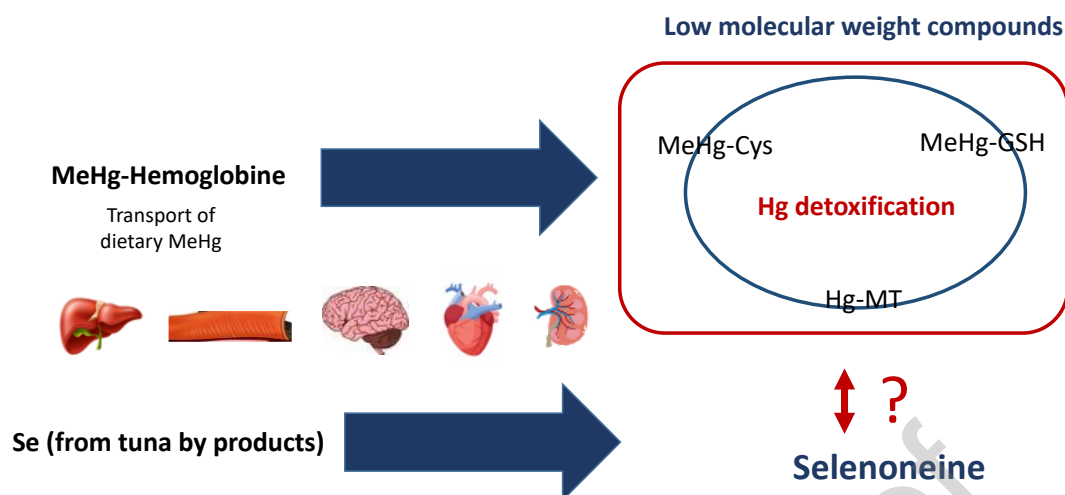 Low molecular weight compounds
MeHg-Cys
MeHg-GSH
MeHg-Hemoglobine
Transport of
dietary MeHg
Hg detoxification
Hg-MT
?
Se (from tuna by products)
Selenoneine